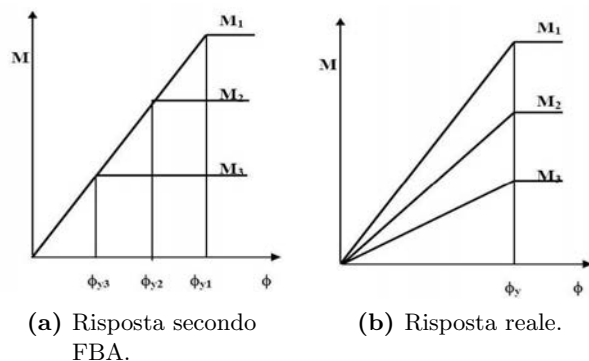 M
M₁
M₂
M₃
ϕy3 ϕy2 ϕy1 ϕ
(a) Risposta secondo
FBA.
M
M₁
M₂
M₃
ϕy ϕ
(b) Risposta reale.